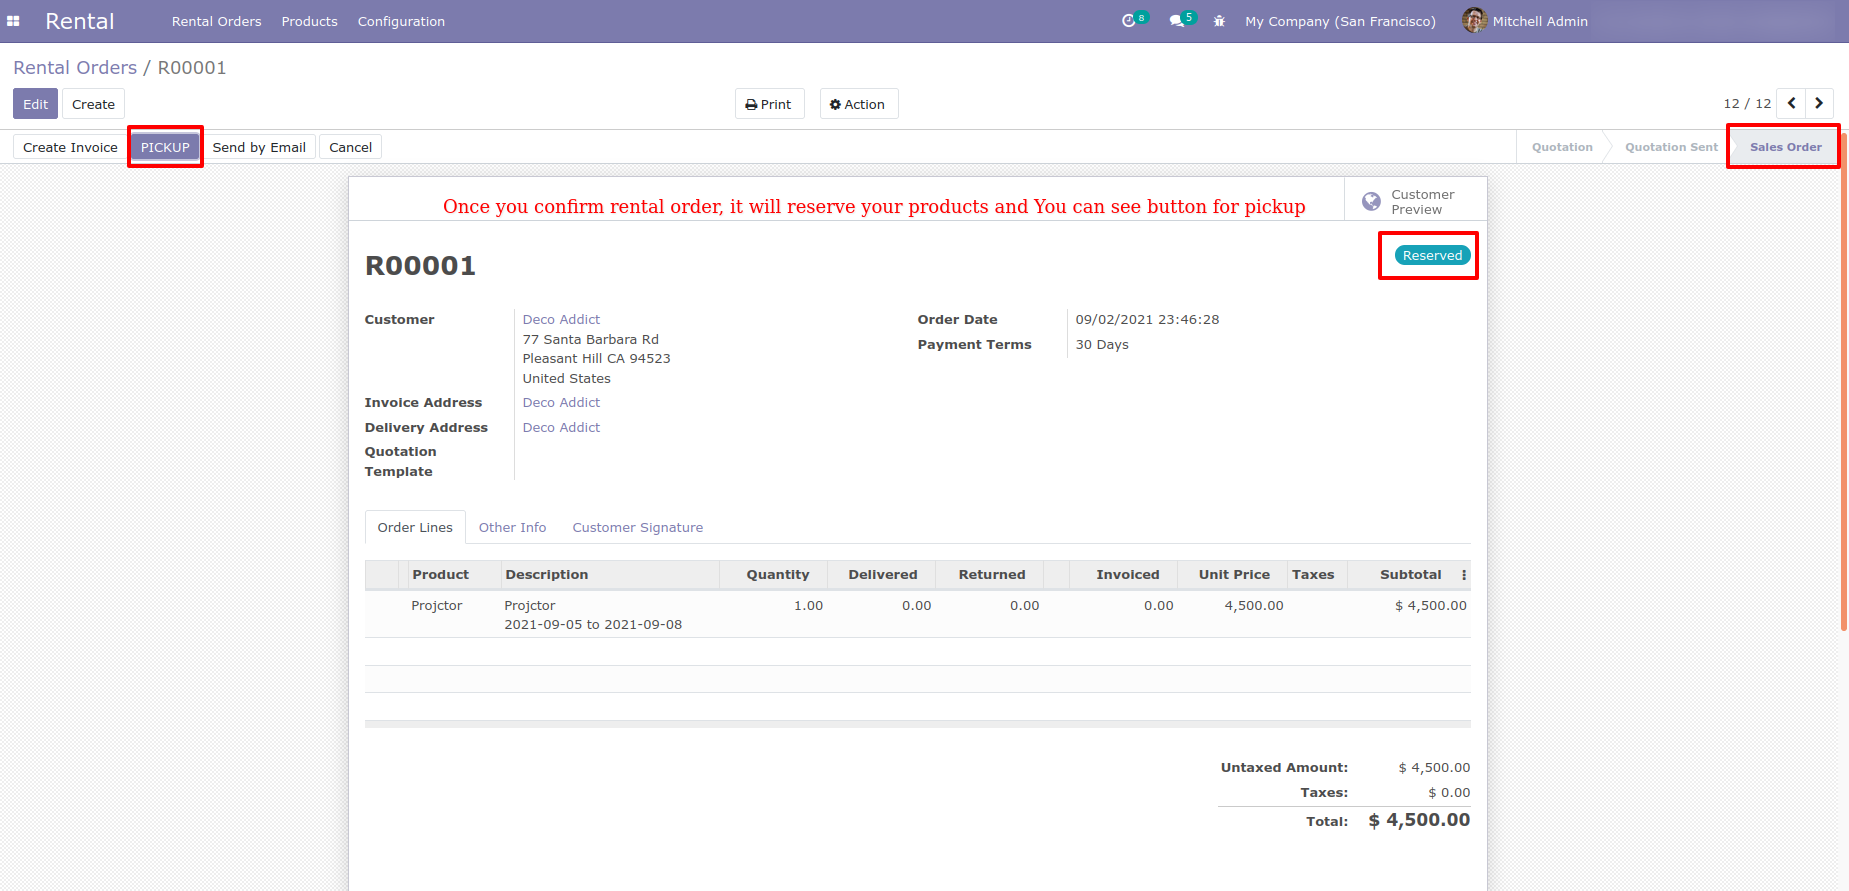 Rental Rental Orders Products Configuration 8 5 My Company (San Francisco) Mitchell Admin
Rental Orders / R00001
Edit Create Print Action 12 / 12
Create Invoice PICKUP Send by Email Cancel Quotation Quotation Sent Sales Order
Once you confirm rental order, it will reserve your products and You can see button for pickup
Customer
Preview
Reserved
R00001
Customer Deco Addict
77 Santa Barbara Rd
Pleasant Hill CA 94523
United States
Order Date 09/02/2021 23:46:28
Payment Terms 30 Days
Invoice Address Deco Addict
Delivery Address Deco Addict
Quotation
Template
Order Lines Other Info Customer Signature
Product Description Quantity Delivered Returned Invoiced Unit Price Taxes Subtotal
Projctor Projctor 1.00 0.00 0.00 0.00 4,500.00 $ 4,500.00
2021-09-05 to 2021-09-08
Untaxed Amount: $ 4,500.00
Taxes: $ 0.00
Total: $ 4,500.00